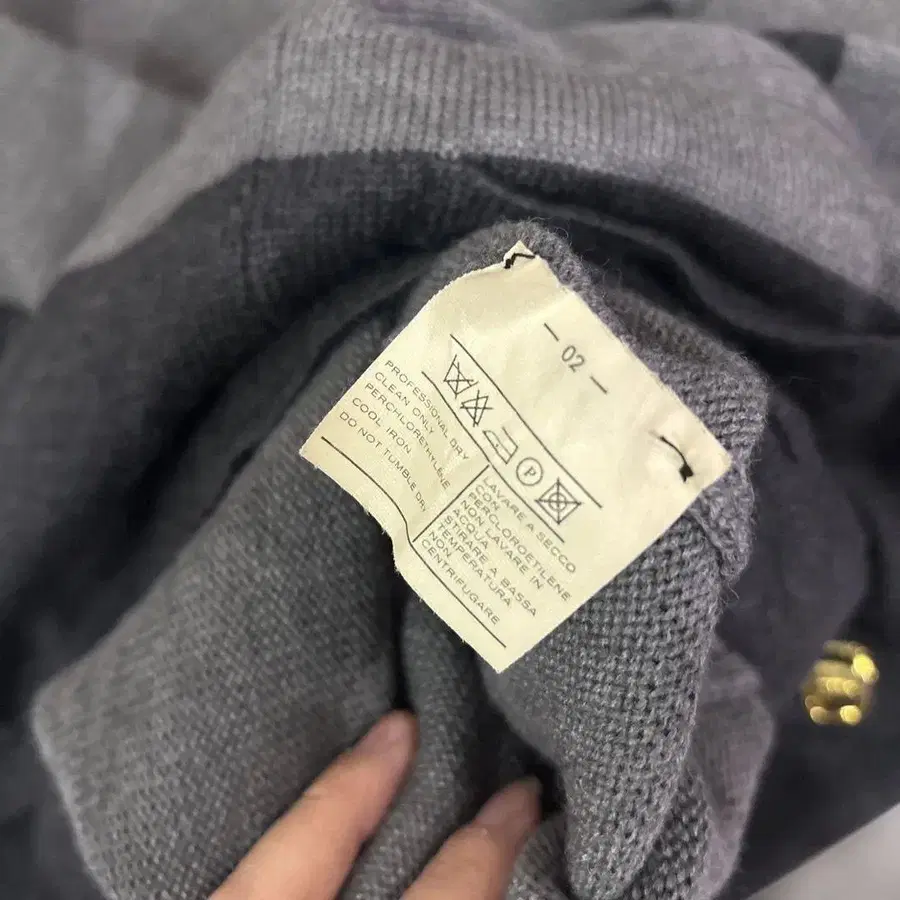 — 02 —
P
PROFESSIONAL DRY
CLEAN ONLY
PERCHLORETHYLENE
COOL IRON
DO NOT TUMBLE DRY
LAVARE A SECCO
CON
PERCLOROETILENE
NON LAVARE IN
ACQUA
STIRARE A BASSA
TEMPERATURA
NON
CENTRIFUGARE